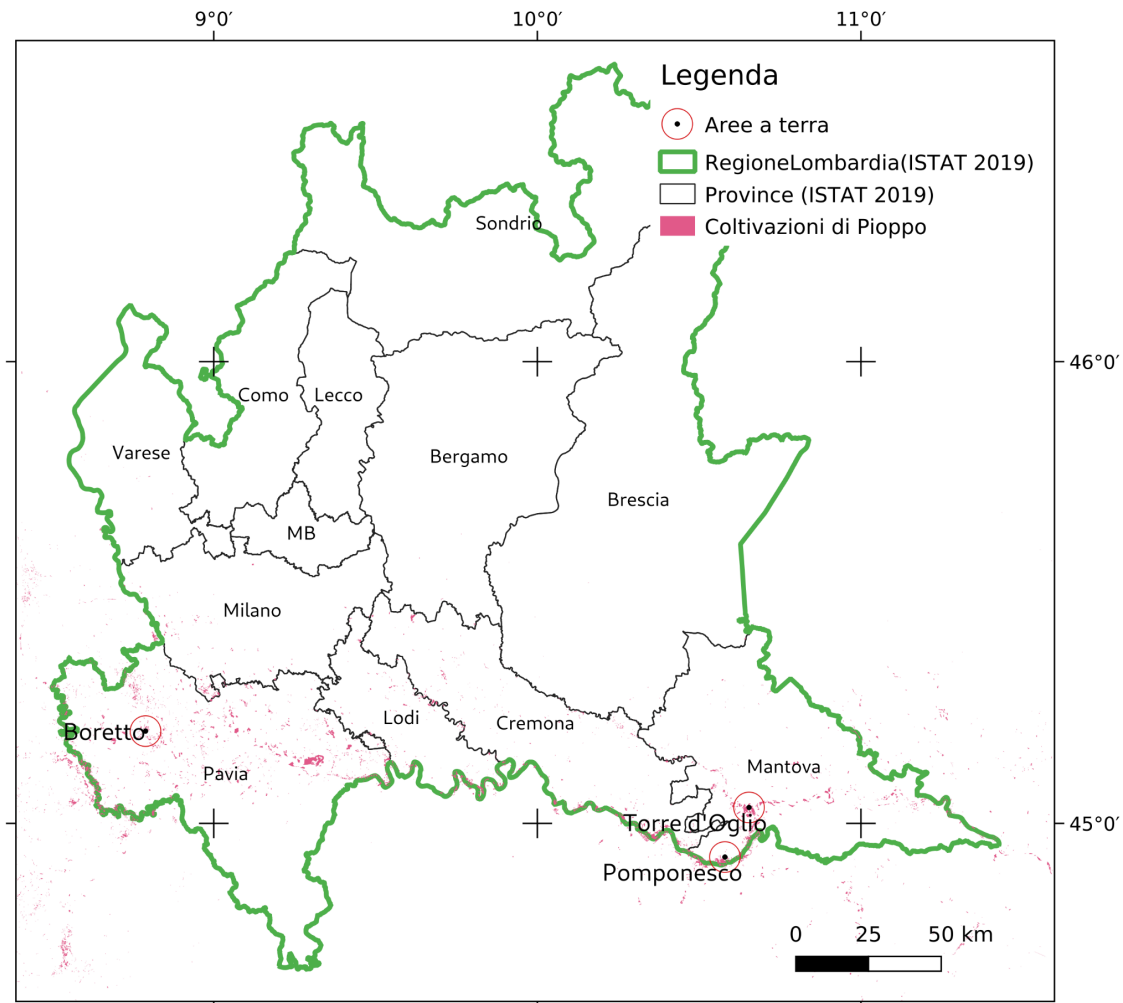 9°0′ 10°0′ 11°0′
Legenda
Aree a terra
RegioneLombardia(ISTAT 2019)
Province (ISTAT 2019)
Coltivazioni di Pioppo
Sondrio
46°0′
Como
Lecco
Varese
Bergamo
Brescia
MB
Milano
Lodi
Cremona
Boretto
Pavia
Mantova
Torre d'Oglio
45°0′
Pomponesco
0 25 50 km